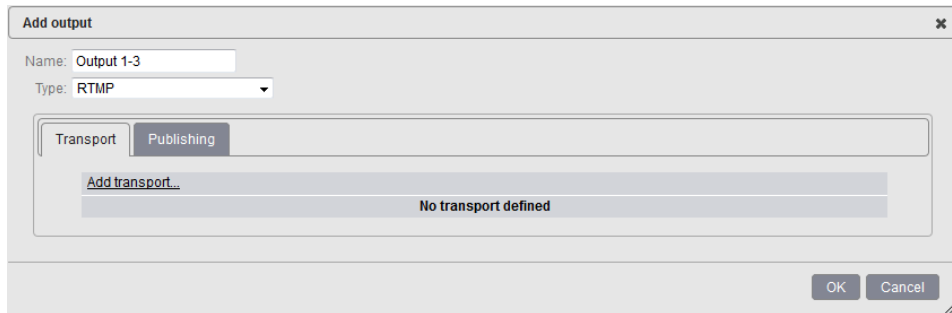 Add output
Name: Output 1-3
Type: RTMP
Transport Publishing
Add transport...
No transport defined
OK Cancel